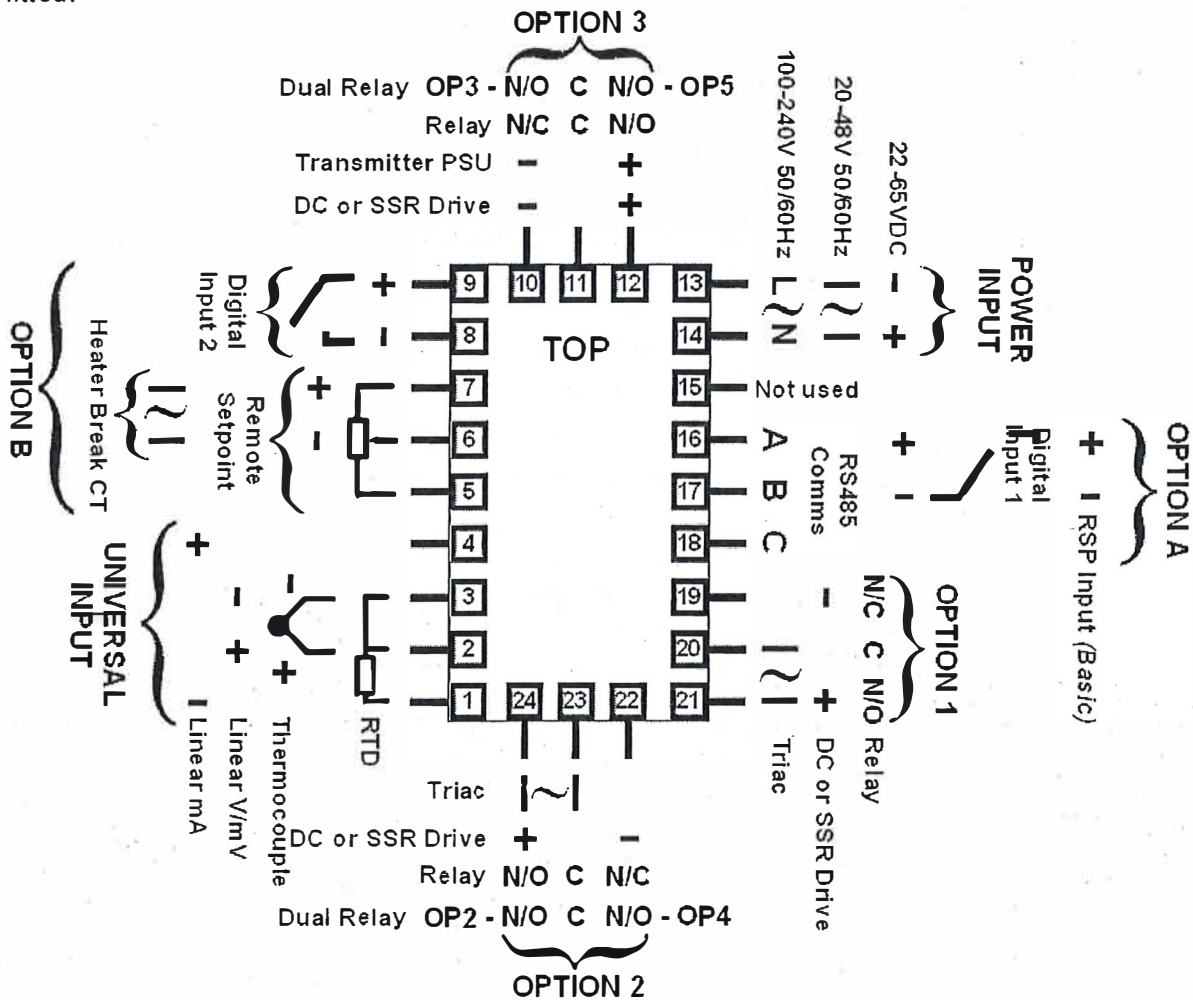 OPTION 3
Dual Relay OP3 - N/O C N/O - OP5
Relay N/C C N/O
Transmitter PSU - +
DC or SSR Drive - +
100-240V 50/60Hz
20-48V 50/60Hz
22-65VDC
POWER
INPUT
L N
- +
9
10
11
12
13
8
14
TOP
7
15 Not used
6
16 A
5
17 B
4
18 C
3
19
2
20
1
24
23
22
21
Digital
Input 2
+ -
Remote
Setpoint
+ -
Heater Break CT
OPTION B
UNIVERSAL
INPUT
RTD
Thermocouple
- +
Linear V/mV
- +
Linear mA
+
RS485
Comms
Digital
Input 1
+ -
RSP Input (Basic)
+
OPTION A
OPTION 1
N/C C N/O Relay
- + DC or SSR Drive
Triac
Triac
DC or SSR Drive + -
Relay N/O C N/C
Dual Relay OP2 - N/O C N/O - OP4
OPTION 2